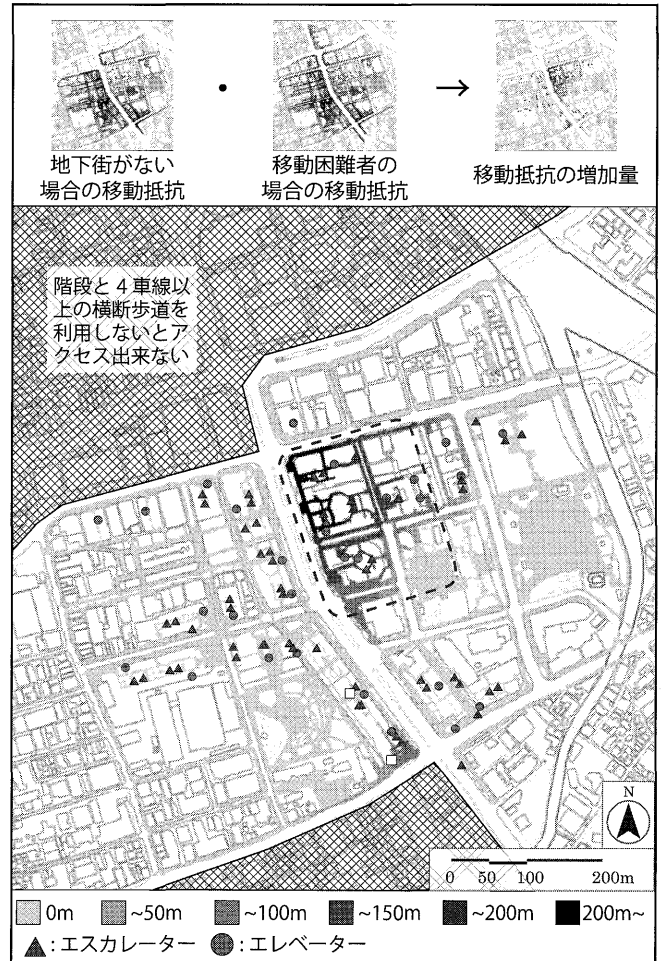 地下街がない
場合の移動抵抗
・
移動困難者の
場合の移動抵抗
→
移動抵抗の増加量
階段と4車線以
上の横断歩道を
利用しないとア
クセス出来ない
N
0 50 100 200m
0m ~50m ~100m ~150m ~200m 200m~
▲:エスカレーター ●:エレベーター